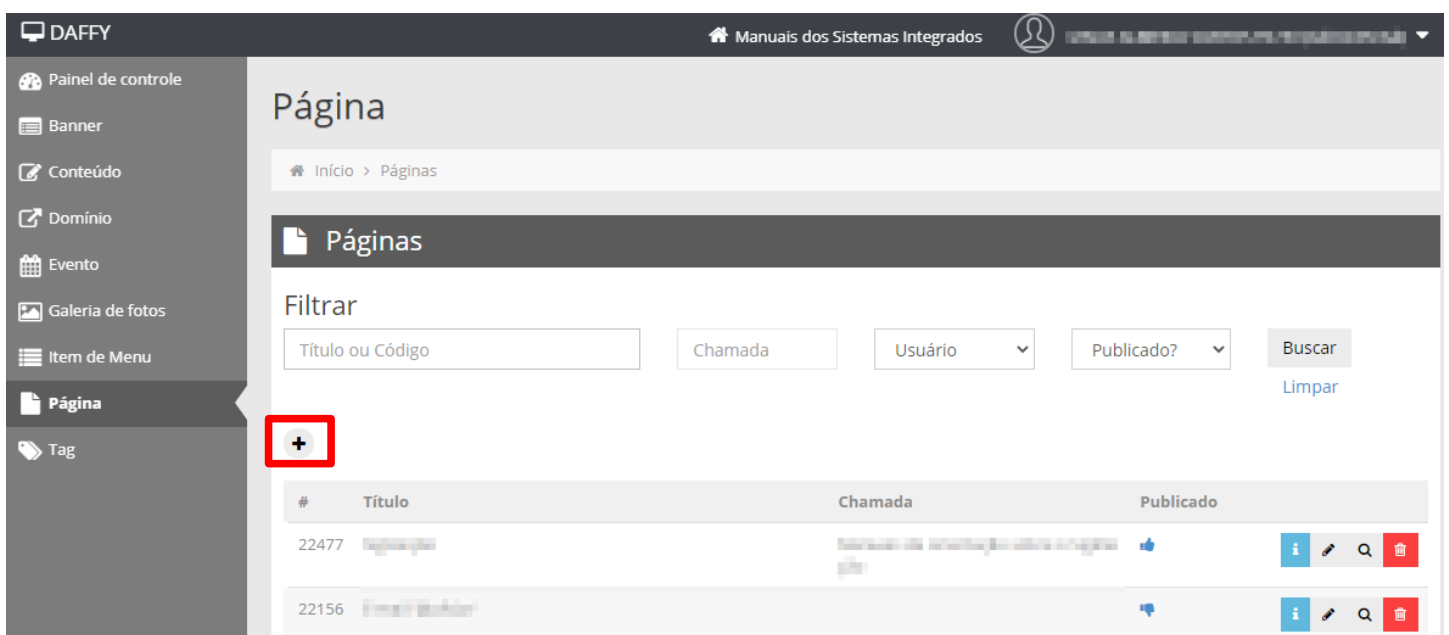 DAFFY
Manuais dos Sistemas Integrados
Painel de controle
Banner
Conteúdo
Domínio
Evento
Galeria de fotos
Item de Menu
Página
Tag
Página
Início > Páginas
Páginas
Filtrar
Título ou Código Chamada Usuário Publicado? Buscar
Limpar
+
# Título Chamada Publicado
22477
22156